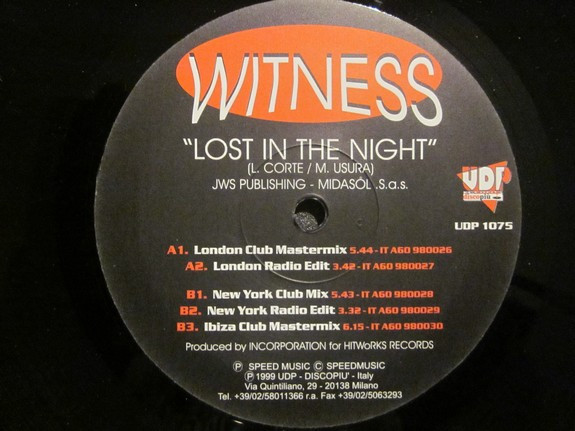 WITNESS
"LOST IN THE NIGHT"
(L. CORTE / M. USURA)
JWS PUBLISHING - MIDASÒL .S.a.s.
UDP
discopiù
UDP 1075
A1. London Club Mastermix 5.44 - IT A60 980026
A2. London Radio Edit 3.42 - IT A60 980027
B1. New York Club Mix 5.43 - IT A60 980028
B2. New York Radio Edit 3.32 - IT A60 980029
B3. Ibiza Club Mastermix 6.15 - IT A60 980030
Produced by INCORPORATION for HITWoRKS RECORDS
Ⓟ SPEED MUSIC © SPEEDMUSIC
Ⓟ 1999 UDP - DISCOPIU' - Italy
Via Quintiliano, 29 - 20138 Milano
Tel. +39/02/58011366 r.a. Fax +39/02/5063293